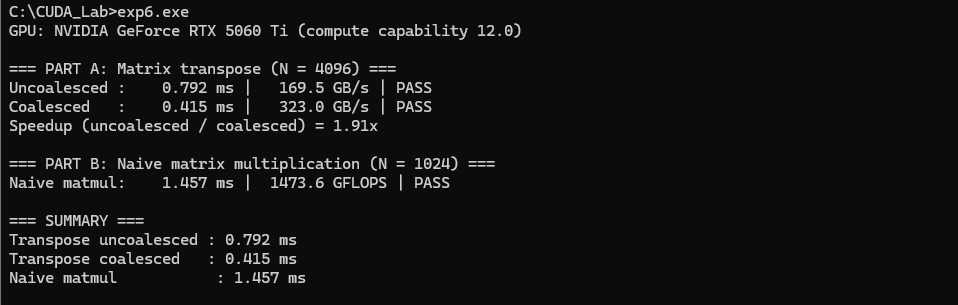 C:\CUDA_Lab>exp6.exe
GPU: NVIDIA GeForce RTX 5060 Ti (compute capability 12.0)
=== PART A: Matrix transpose (N = 4096) ===
Uncoalesced :    0.792 ms |   169.5 GB/s | PASS
Coalesced   :    0.415 ms |   323.0 GB/s | PASS
Speedup (uncoalesced / coalesced) = 1.91x
=== PART B: Naive matrix multiplication (N = 1024) ===
Naive matmul:    1.457 ms |  1473.6 GFLOPS | PASS
=== SUMMARY ===
Transpose uncoalesced : 0.792 ms
Transpose coalesced   : 0.415 ms
Naive matmul           : 1.457 ms